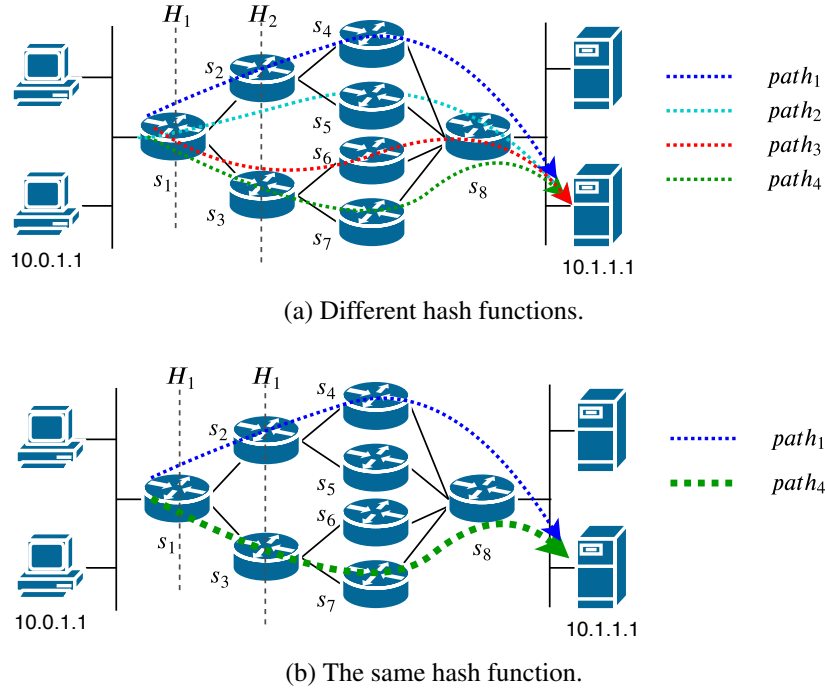 H₁ H₂
s₄
s₂
s₅
s₆
s₁
s₃
s₈
s₇
10.0.1.1
10.1.1.1
path₁
path₂
path₃
path₄
(a) Different hash functions.
H₁ H₁
s₄
s₂
s₅
s₆
s₁
s₃
s₈
s₇
10.0.1.1
10.1.1.1
path₁
path₄
(b) The same hash function.